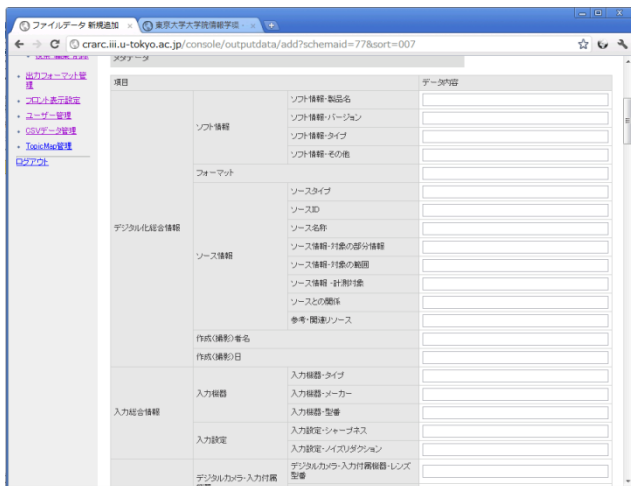 ファイルデータ 新規追加
東京大学大学院情報学環・
crarc.iii.u-tokyo.ac.jp/console/outputdata/add?schemaid=77&sort=007
出力フォーマット管理
フロント表示設定
ユーザー管理
CSVデータ管理
TopicMap管理
ログアウト
項目
データ内容
デジタル化総合情報
ソフト情報
ソフト情報-製品名
ソフト情報-バージョン
ソフト情報-タイプ
ソフト情報-その他
フォーマット
ソース情報
ソースタイプ
ソースID
ソース名称
ソース情報-対象の部分情報
ソース情報-対象の範囲
ソース情報 -計測対象
ソースとの関係
参考・関連リソース
作成(撮影)者名
作成(撮影)日
入力総合情報
入力機器
入力機器-タイプ
入力機器-メーカー
入力機器-型番
入力設定
入力設定-シャープネス
入力設定-ノイズリダクション
デジタルカメラ-入力付属
デジタルカメラ-入力付属機器-レンズ
型番